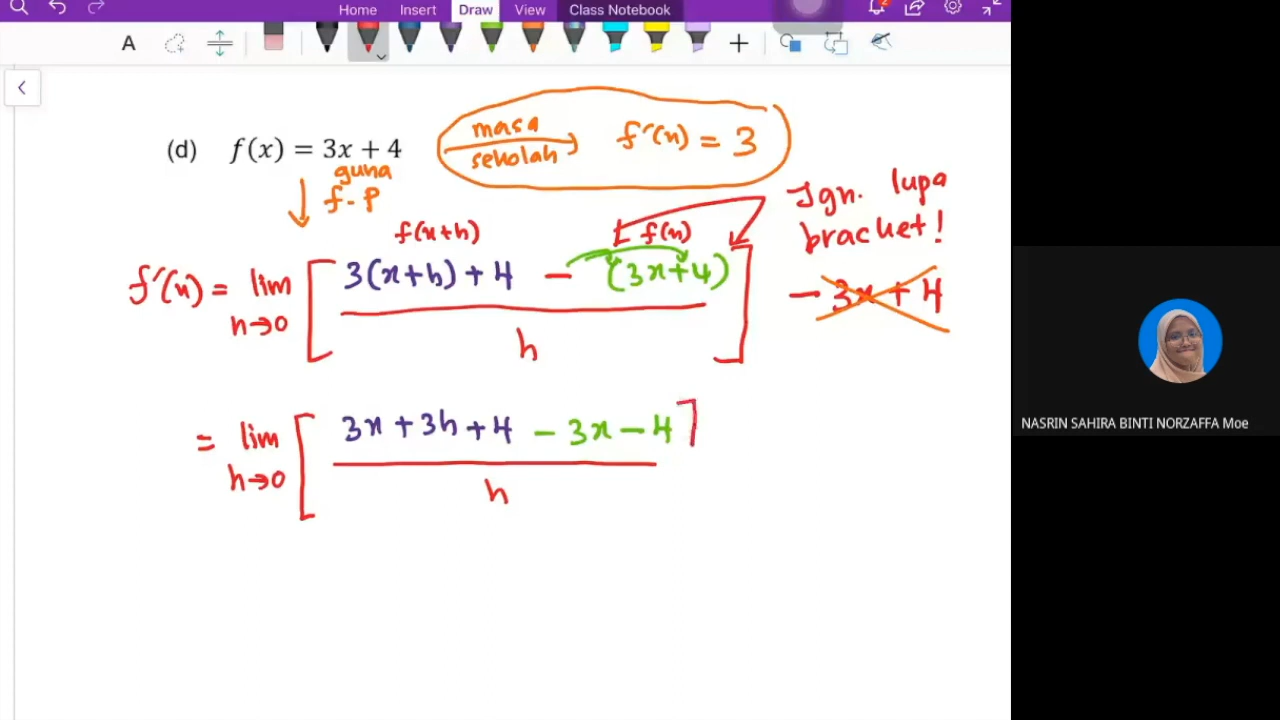 Home Insert Draw View Class Notebook
A
2
(d) f(x) = 3x + 4
masa
sekolah
f'(x) = 3
guna
f-p
Jgn. lupa
bracket!
f(x+h) f(x)
f'(x) = lim [ 3(x+h) + 4 - (3x+4) ]
h→0 h
- 3x + 4
= lim [ 3x + 3h + 4 - 3x - 4 ]
h→0 h
NASRIN SAHIRA BINTI NORZAFFA Moe